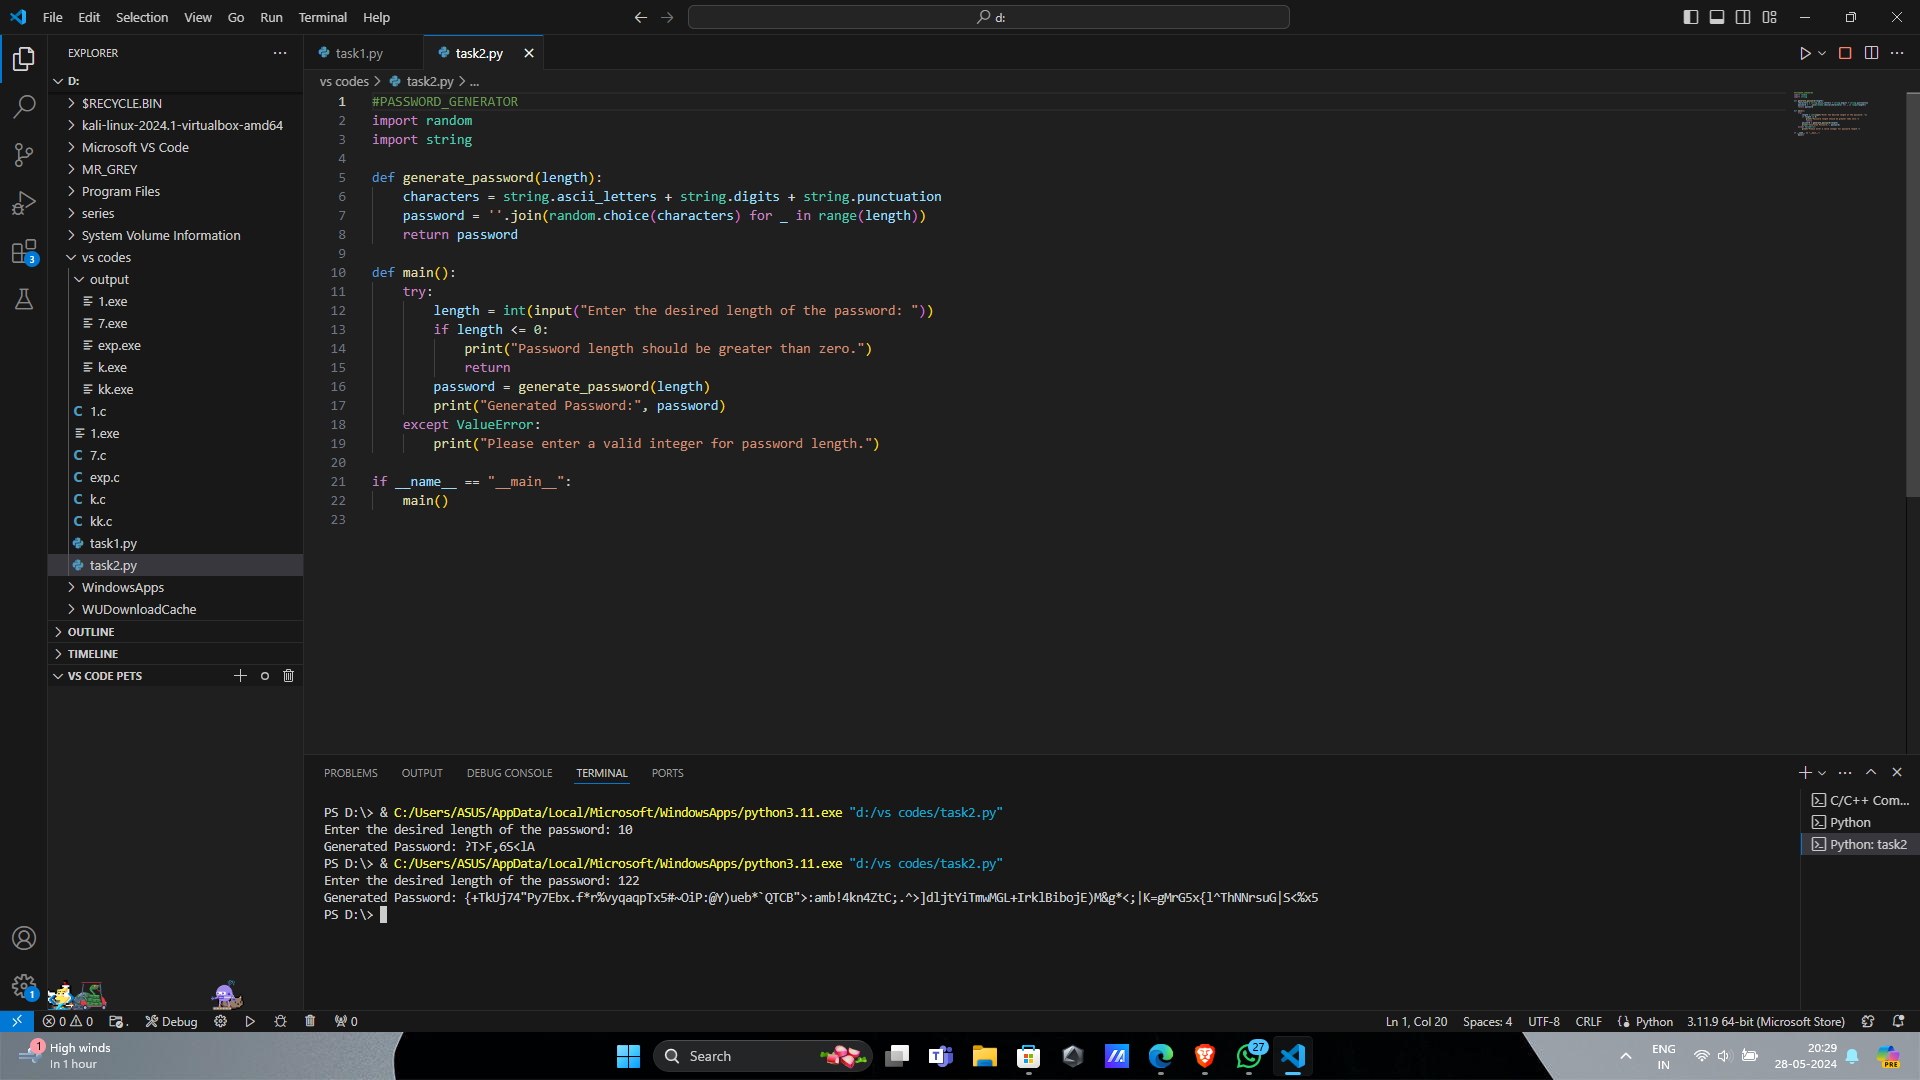 File Edit Selection View Go Run Terminal Help
d:
EXPLORER
D:
$RECYCLE.BIN
kali-linux-2024.1-virtualbox-amd64
Microsoft VS Code
MR_GREY
Program Files
series
System Volume Information
vs codes
output
1.exe
7.exe
exp.exe
k.exe
kk.exe
1.c
1.exe
7.c
exp.c
k.c
kk.c
task1.py
task2.py
WindowsApps
WUDownloadCache
OUTLINE
TIMELINE
VS CODE PETS
task1.py task2.py
vs codes > task2.py > ...
1 #PASSWORD_GENERATOR
2 import random
3 import string
4
5 def generate_password(length):
6 characters = string.ascii_letters + string.digits + string.punctuation
7 password = ''.join(random.choice(characters) for _ in range(length))
8 return password
9
10 def main():
11 try:
12 length = int(input("Enter the desired length of the password: "))
13 if length <= 0:
14 print("Password length should be greater than zero.")
15 return
16 password = generate_password(length)
17 print("Generated Password:", password)
18 except ValueError:
19 print("Please enter a valid integer for password length.")
20
21 if __name__ == "__main__":
22 main()
23
PROBLEMS OUTPUT DEBUG CONSOLE TERMINAL PORTS
PS D:\> & C:/Users/ASUS/AppData/Local/Microsoft/WindowsApps/python3.11.exe "d:/vs codes/task2.py"
Enter the desired length of the password: 10
Generated Password: ?T>F,6S<lA
PS D:\> & C:/Users/ASUS/AppData/Local/Microsoft/WindowsApps/python3.11.exe "d:/vs codes/task2.py"
Enter the desired length of the password: 122
Generated Password: {+TkUj74"Py7Ebx.f*r%vyqaqpTx5#~OiP:@Y)ueb*`QTCB">:amb!4kn4ZtC;.^>]dljtYiTmwMGL+IrklBibojE)M&g*<;|K=gMrG5x{l^ThNNrsuG|S<%x5
PS D:\>
C/C++ Com...
Python
Python: task2
3
1
0 0 . Debug 0
Ln 1, Col 20 Spaces: 4 UTF-8 CRLF Python 3.11.9 64-bit (Microsoft Store)
1
High winds
In 1 hour
Search
27
ENG
IN
20:29
28-05-2024
PRE